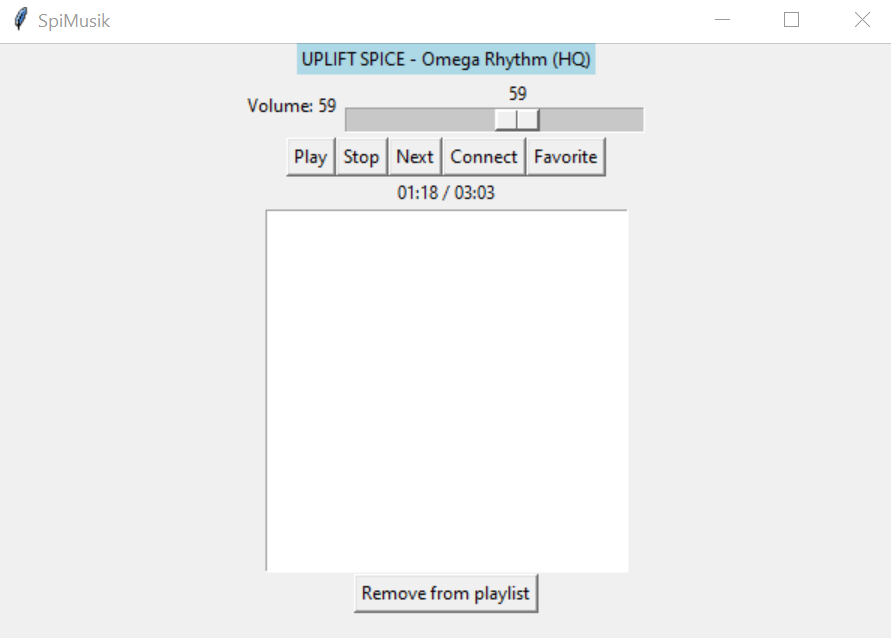 SpiMusik
UPLIFT SPICE - Omega Rhythm (HQ)
59
Volume: 59
Play Stop Next Connect Favorite
01:18 / 03:03
Remove from playlist